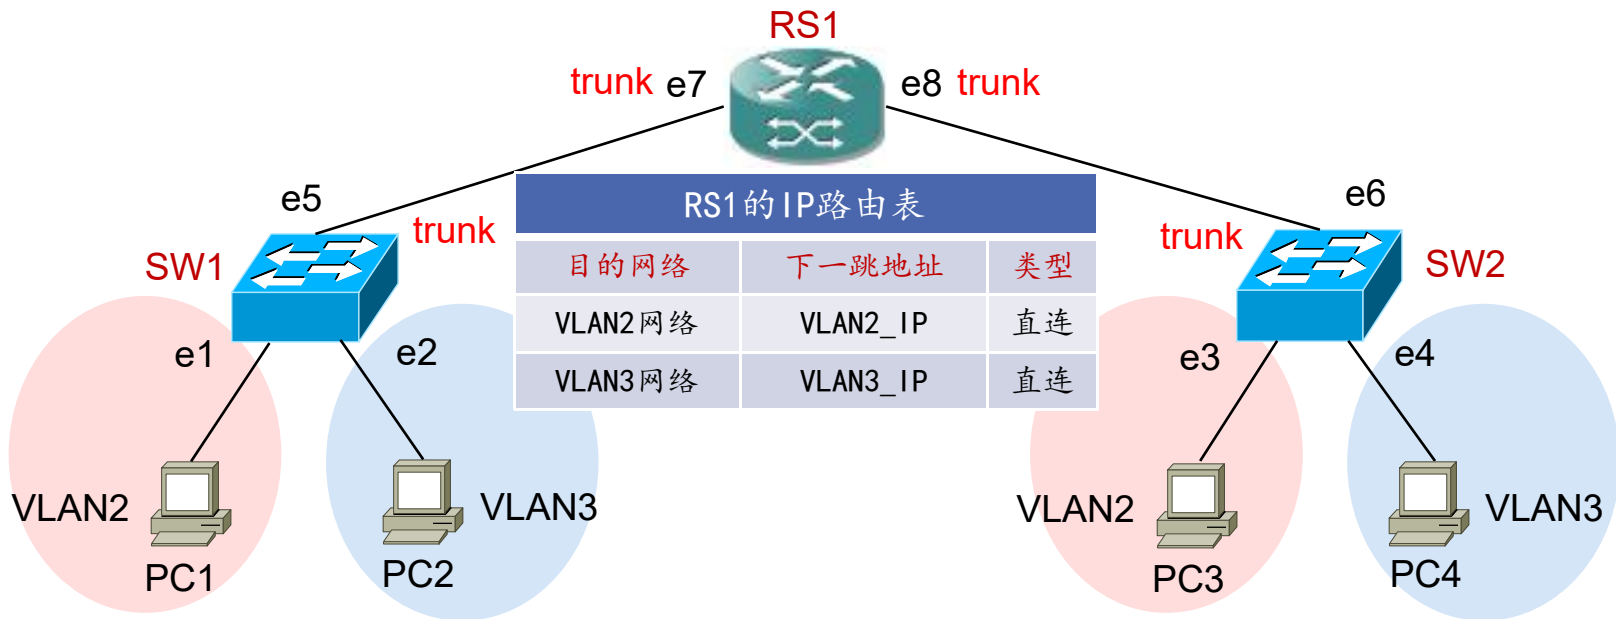 RS1
trunk e7
e8 trunk
e5
trunk
SW1
RS1的IP路由表
目的网络 下一跳地址 类型
VLAN2网络 VLAN2_IP 直连
VLAN3网络 VLAN3_IP 直连
e6
trunk
SW2
e1
e2
e3
e4
VLAN2
VLAN3
VLAN2
VLAN3
PC1
PC2
PC3
PC4